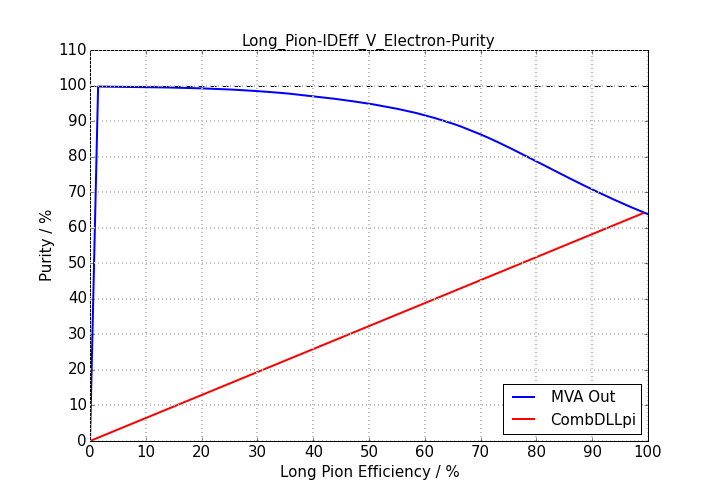 Long_Pion-IDEff_V_Electron-Purity
110
100
90
80
70
60
50
40
30
20
10
0
Purity / %
MVA Out
CombDLLpi
0 10 20 30 40 50 60 70 80 90 100
Long Pion Efficiency / %